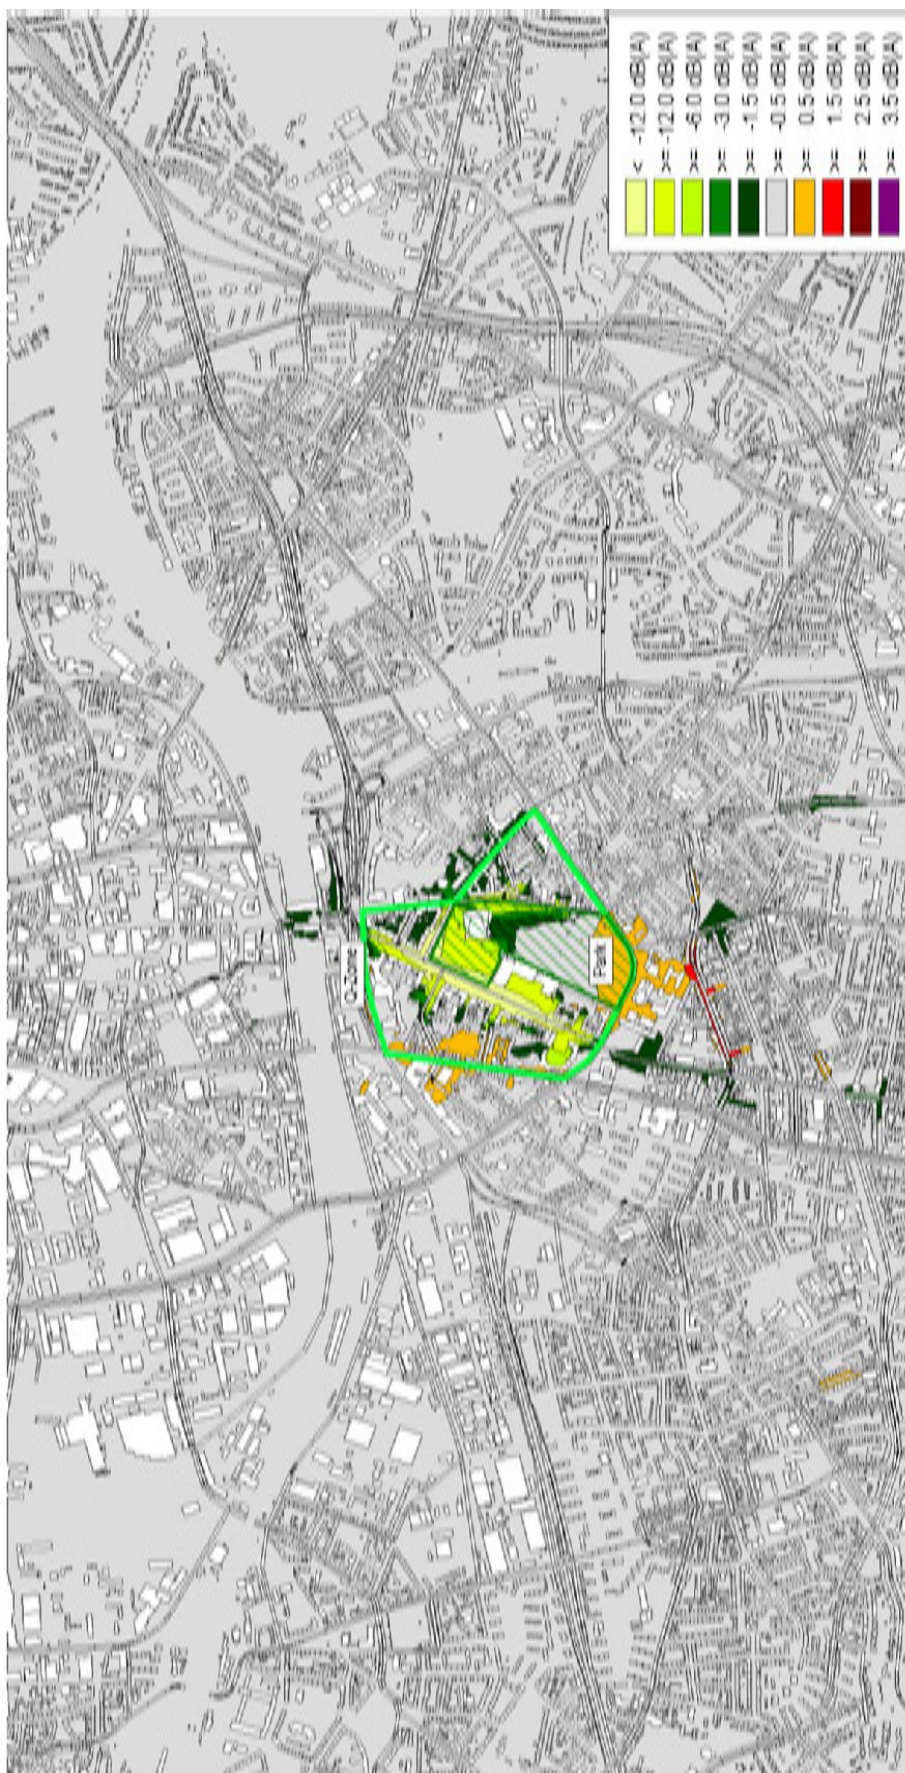 < -12.0 dB(A)
>= -12.0 dB(A)
>= -6.0 dB(A)
>= -3.0 dB(A)
>= -1.5 dB(A)
>= -0.5 dB(A)
>= 0.5 dB(A)
>= 1.5 dB(A)
>= 2.5 dB(A)
>= 3.5 dB(A)
Q-Zone
Park